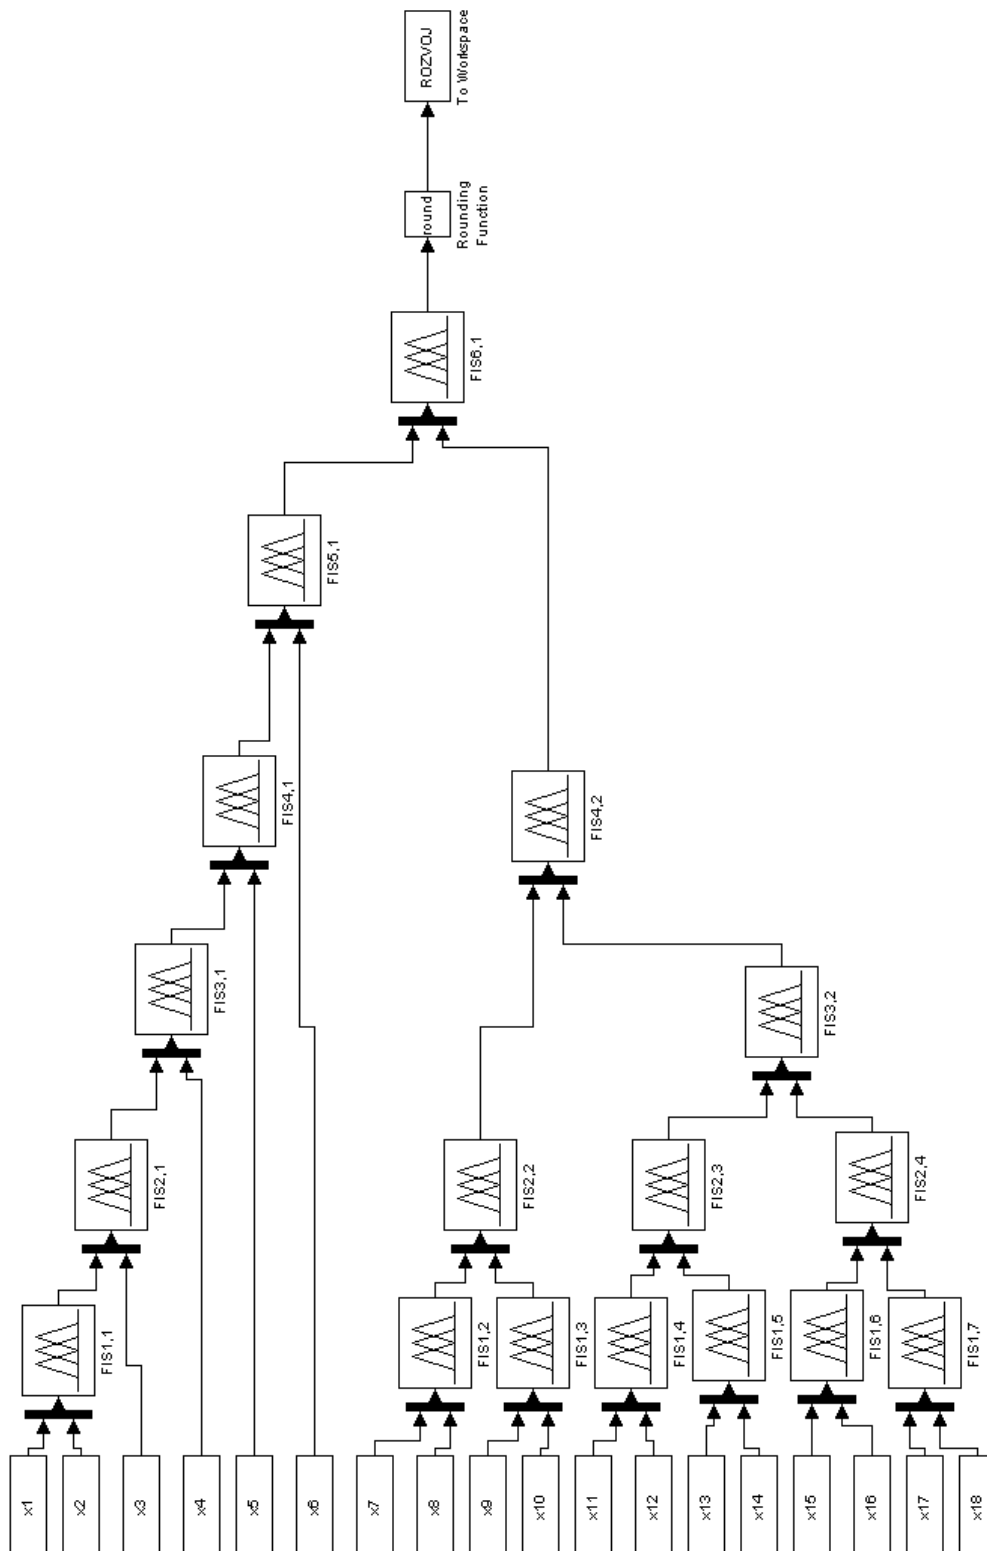 ROZVOJ
To Workspace
round
Rounding
Function
FIS6,1
FIS5,1
FIS4,1
FIS4,2
FIS3,1
FIS3,2
FIS2,1
FIS2,2
FIS2,3
FIS2,4
FIS1,1
FIS1,2
FIS1,3
FIS1,4
FIS1,5
FIS1,6
FIS1,7
x1
x2
x3
x4
x5
x6
x7
x8
x9
x10
x11
x12
x13
x14
x15
x16
x17
x18